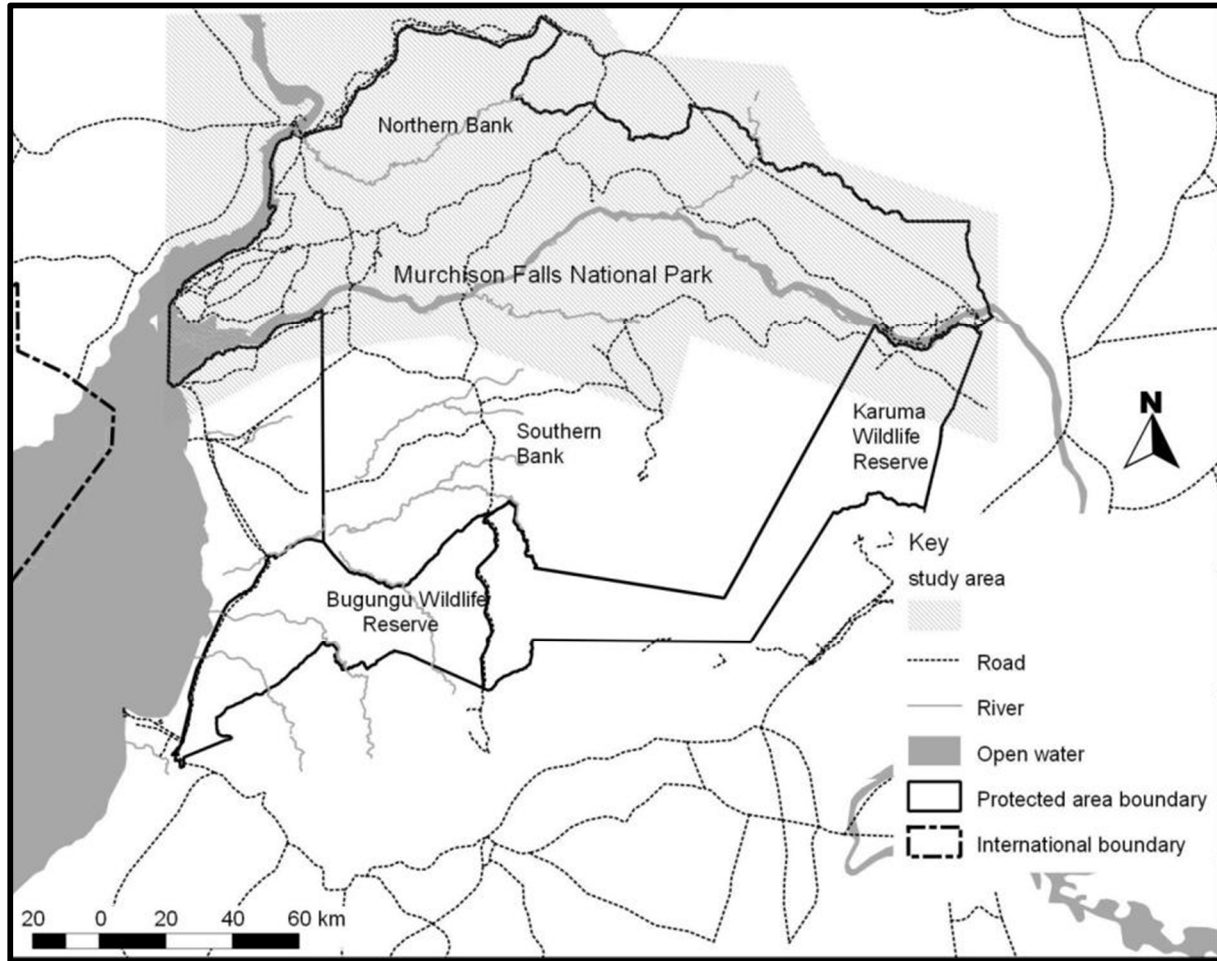 Northern Bank
Murchison Falls National Park
Southern
Bank
Karuma
Wildlife
Reserve
N
Bugungu Wildlife
Reserve
Key
study area
Road
River
Open water
Protected area boundary
International boundary
20 0 20 40 60 km